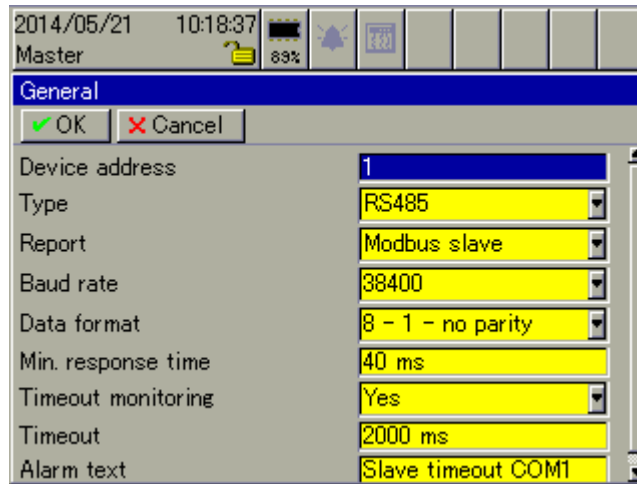 2014/05/21 10:18:37
Master
89%
General
OK Cancel
Device address 1
Type RS485
Report Modbus slave
Baud rate 38400
Data format 8 - 1 - no parity
Min. response time 40 ms
Timeout monitoring Yes
Timeout 2000 ms
Alarm text Slave timeout COM1